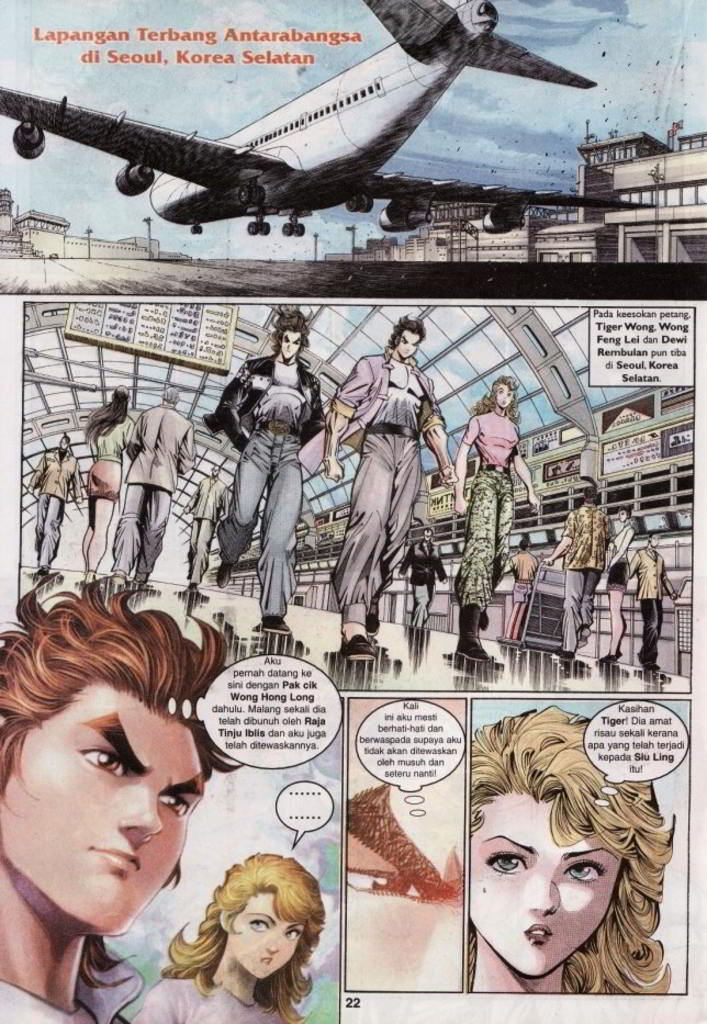 Lapangan Terbang Antarabangsa
di Seoul, Korea Selatan
Pada keesokan petang,
Tiger Wong, Wong
Feng Lei dan Dewi
Rembulan pun tiba
di Seoul, Korea
Selatan.
Aku
pernah datang ke
sini dengan Pak cik
Wong Hong Long
dahulu. Malang sekali dia
telah dibunuh oleh Raja
Tinju Iblis dan aku juga
telah ditewaskannya.
......
......
Kali
ini aku mesti
berhati-hati dan
berwaspada supaya aku
tidak akan ditewaskan
oleh musuh dan
seteru nanti!
Kasihan
Tiger! Dia amat
risau sekali kerana
apa yang telah terjadi
kepada Siu Ling
itu!
22